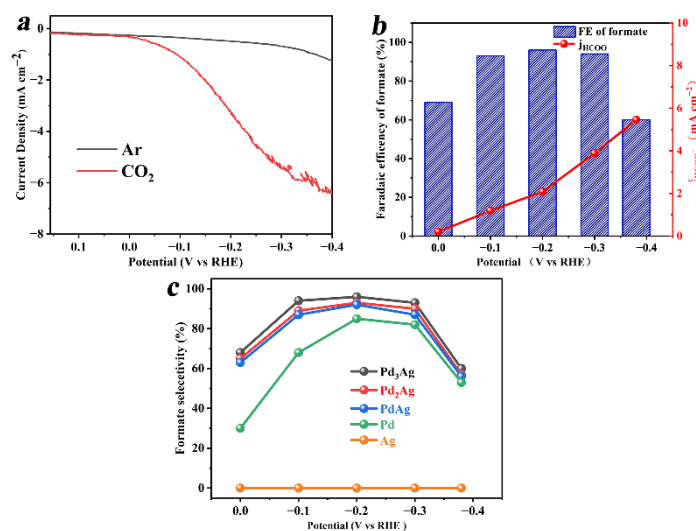 a
0
−2
−4
−6
−8
Current Density (mA cm⁻²)
Ar
CO₂
0.1 0.0 −0.1 −0.2 −0.3 −0.4
Potential (V vs RHE)
b
FE of formate
jHCOO⁻
100
80
60
40
20
0
Faradaic efficency of formate (%)
10
8
6
4
2
0
jHCOO⁻ (mA cm⁻²)
0.0 −0.1 −0.2 −0.3 −0.4
Potential (V vs RHE)
c
100
80
60
40
20
0
Formate selecetivity (%)
Pd₃Ag
Pd₂Ag
PdAg
Pd
Ag
0.0 −0.1 −0.2 −0.3 −0.4
Potential (V vs RHE )